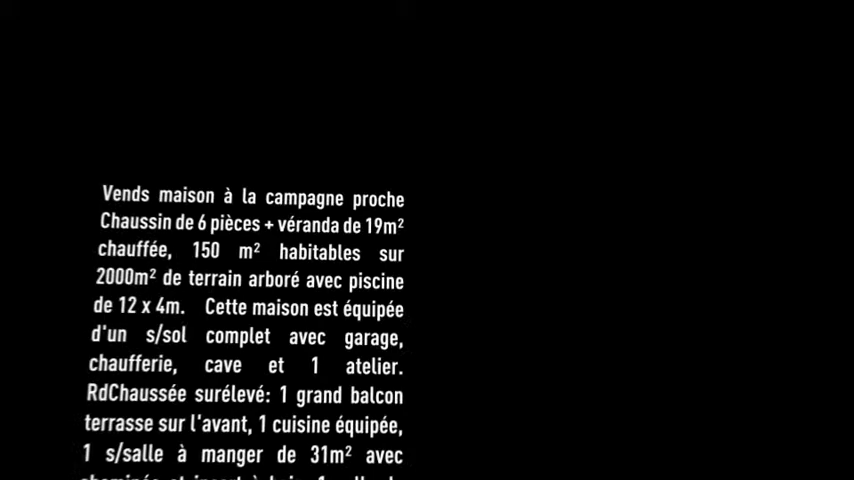 Vends maison à la campagne proche
Chaussin de 6 pièces + véranda de 19m²
chauffée, 150 m² habitables sur
2000m² de terrain arboré avec piscine
de 12 x 4m. Cette maison est équipée
d'un s/sol complet avec garage,
chaufferie, cave et 1 atelier.
RdChaussée surélevé: 1 grand balcon
terrasse sur l'avant, 1 cuisine équipée,
1 s/salle à manger de 31m² avec